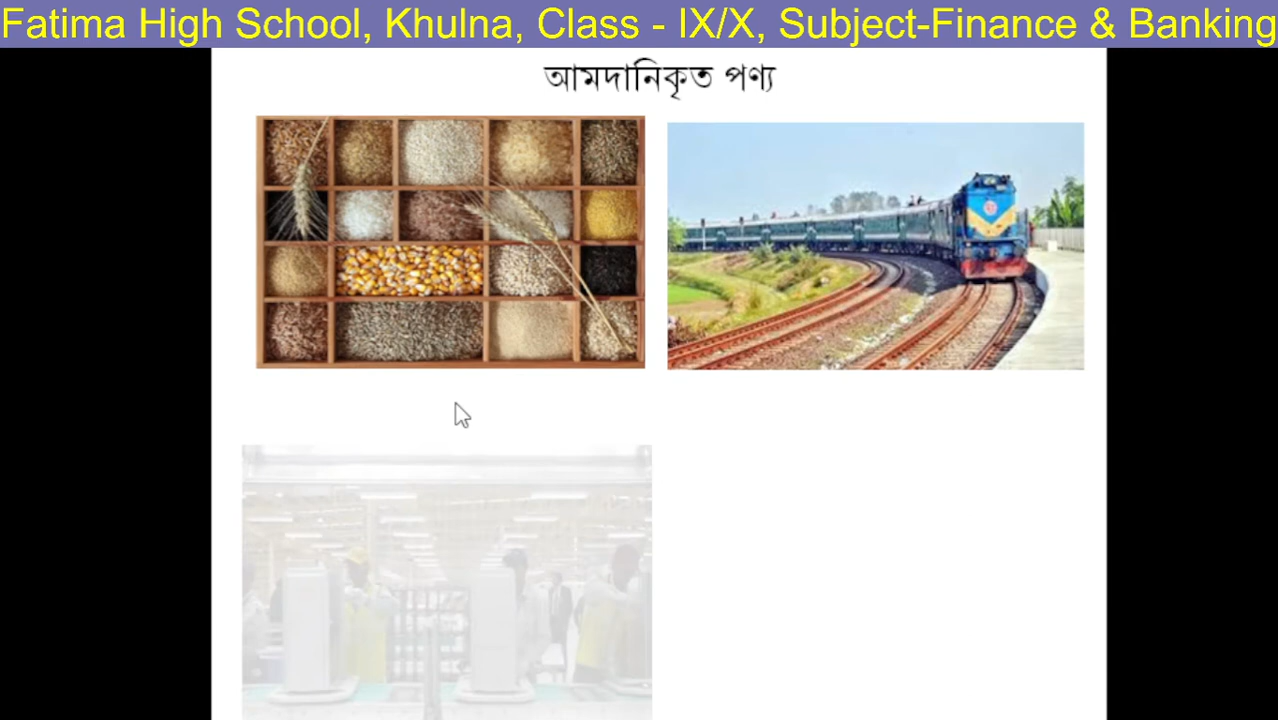 Fatima High School, Khulna, Class - IX/X, Subject-Finance & Banking
আমদানিকৃত পণ্য